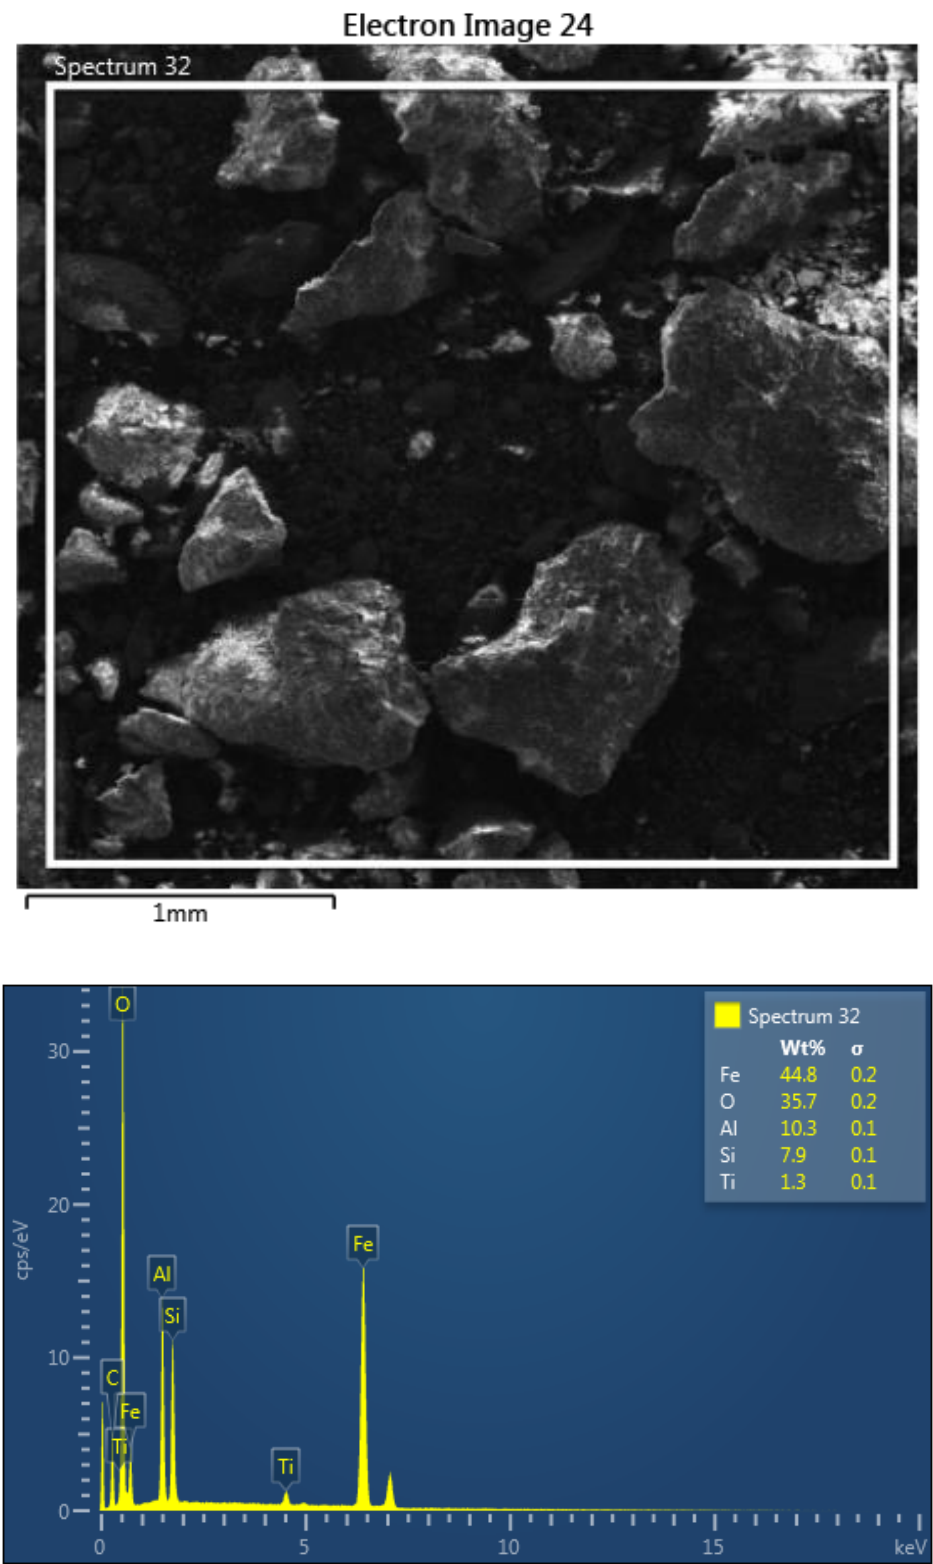 Electron Image 24
Spectrum 32
1mm
O
30
Spectrum 32
Wt% σ
Fe 44.8 0.2
O 35.7 0.2
Al 10.3 0.1
Si 7.9 0.1
Ti 1.3 0.1
20
cps/eV
Fe
Al
Si
10
C
Fe
Ti
Ti
0
0 5 10 15 keV